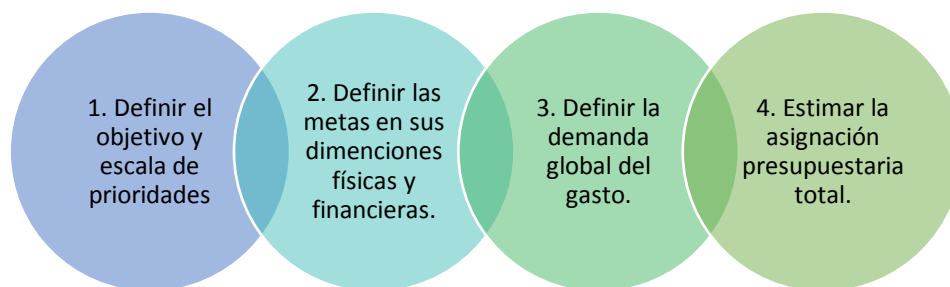 1. Definir el
objetivo y
escala de
prioridades
2. Definir las
metas en sus
dimenciones
físicas y
financieras.
3. Definir la
demanda
global del
gasto.
4. Estimar la
asignación
presupuestaria
total.